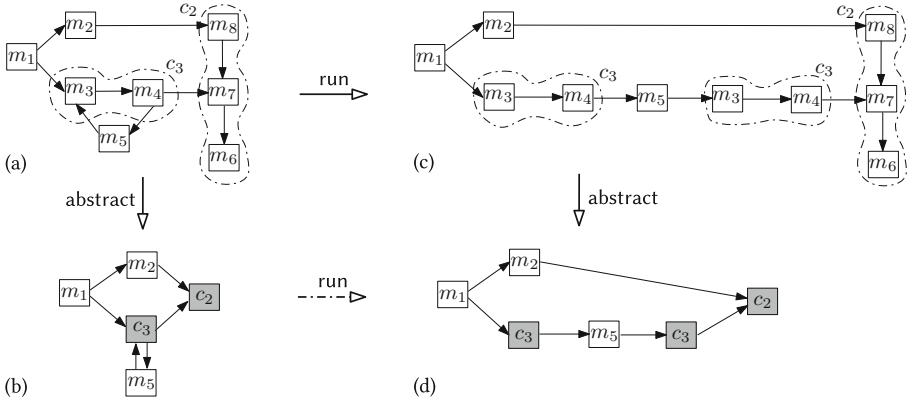 c₂
m₂ m₈
m₁
c₃
m₃ m₄ m₇
m₅
m₆
(a)
run
c₂
m₂ m₈
m₁
c₃ c₃
m₃ m₄ m₅ m₃ m₄ m₇
m₆
(c)
abstract
abstract
m₂
m₁ c₂
c₃
m₅
(b)
run
m₂
m₁ c₂
c₃ m₅ c₃
(d)